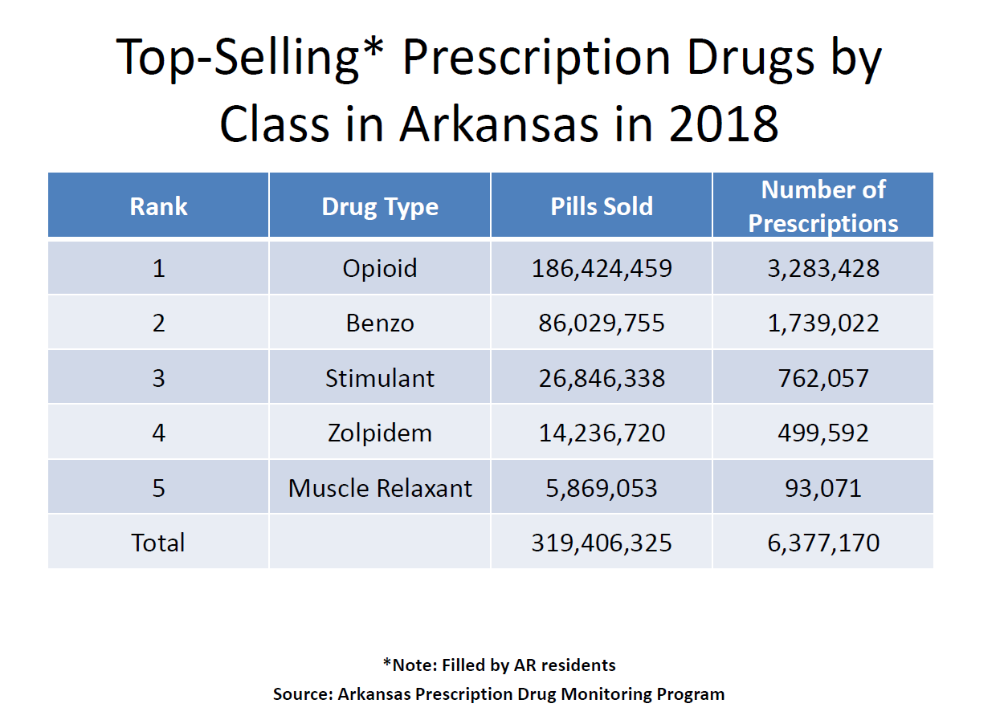 Top-Selling* Prescription Drugs by
Class in Arkansas in 2018
Rank Drug Type Pills Sold Number of Prescriptions
1 Opioid 186,424,459 3,283,428
2 Benzo 86,029,755 1,739,022
3 Stimulant 26,846,338 762,057
4 Zolpidem 14,236,720 499,592
5 Muscle Relaxant 5,869,053 93,071
Total 319,406,325 6,377,170
*Note: Filled by AR residents
Source: Arkansas Prescription Drug Monitoring Program